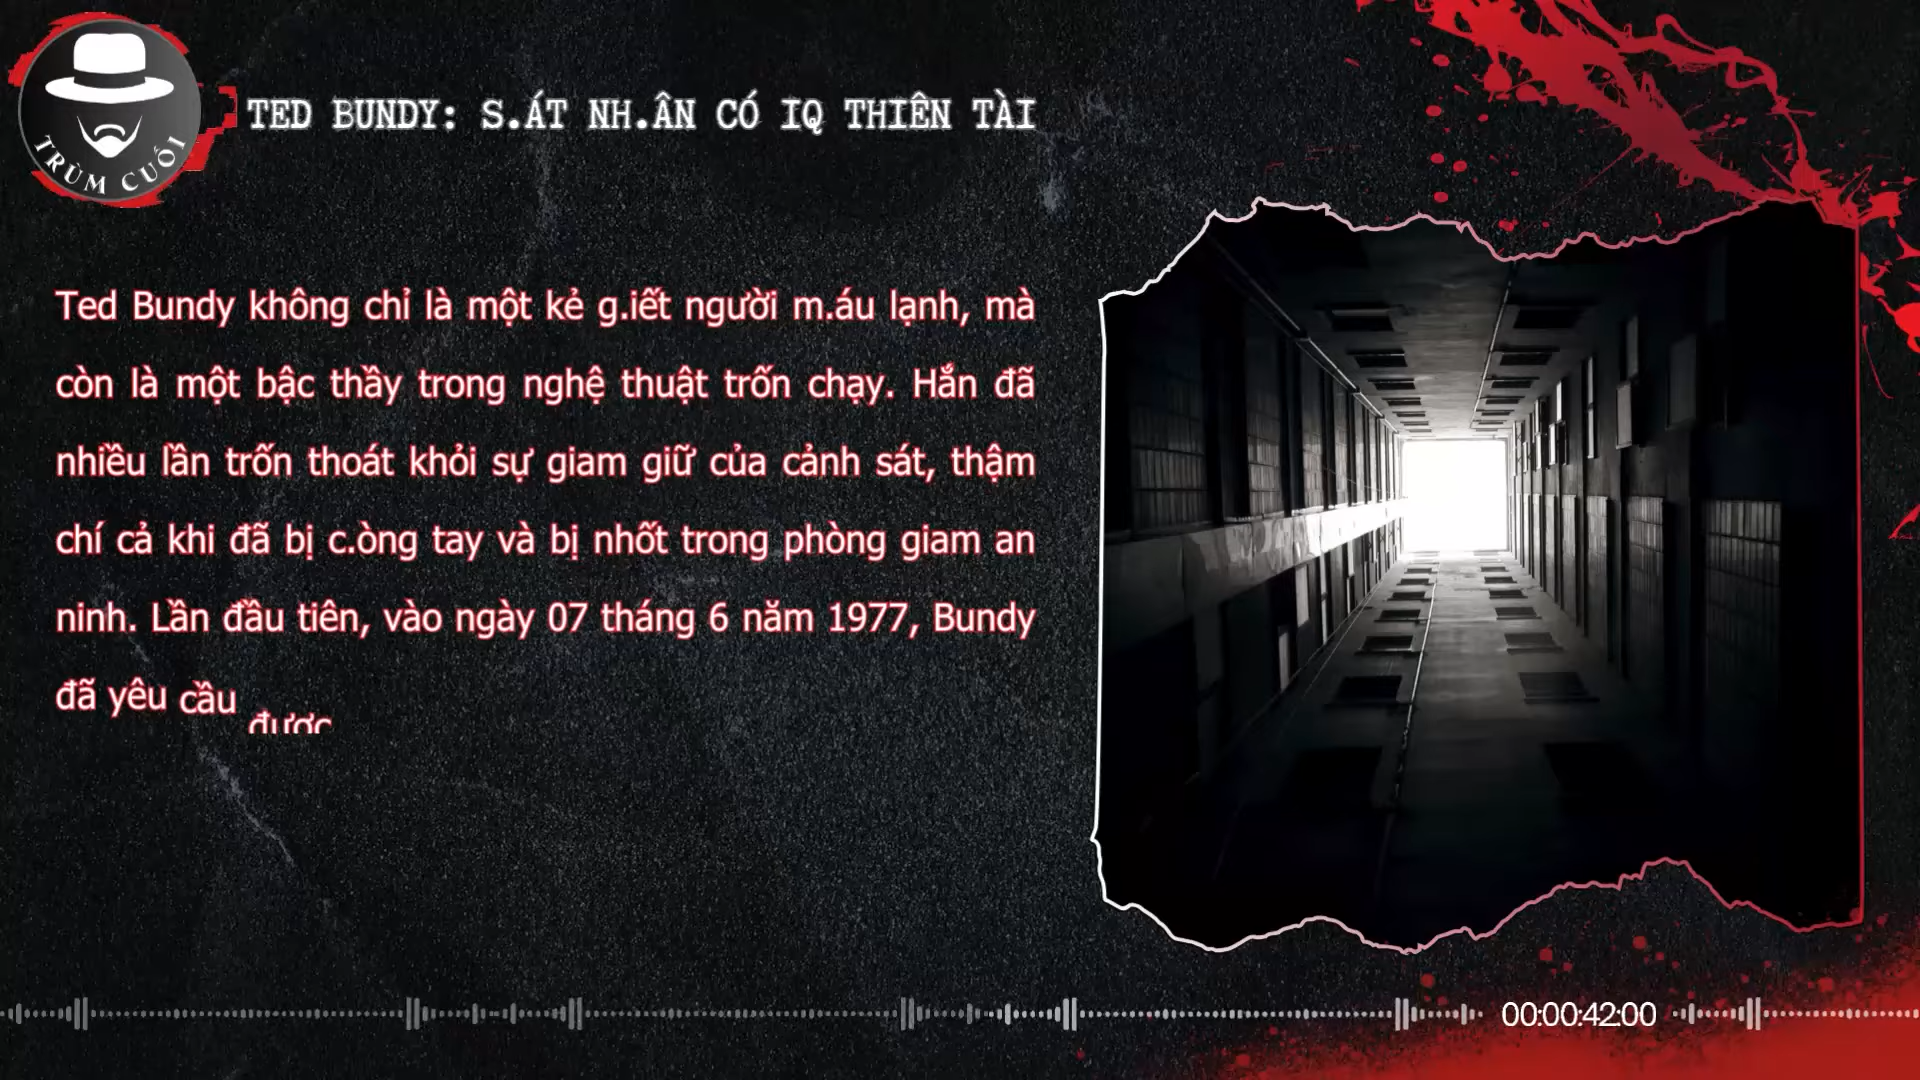 TRÙM CUỐI
TED BUNDY: S.ÁT NH.ÂN CÓ IQ THIÊN TÀI
Ted Bundy không chỉ là một kẻ g.iết người m.áu lạnh, mà
còn là một bậc thầy trong nghệ thuật trốn chạy. Hắn đã
nhiều lần trốn thoát khỏi sự giam giữ của cảnh sát, thậm
chí cả khi đã bị c.òng tay và bị nhốt trong phòng giam an
ninh. Lần đầu tiên, vào ngày 07 tháng 6 năm 1977, Bundy
đã yêu cầu được
00:00:42:00